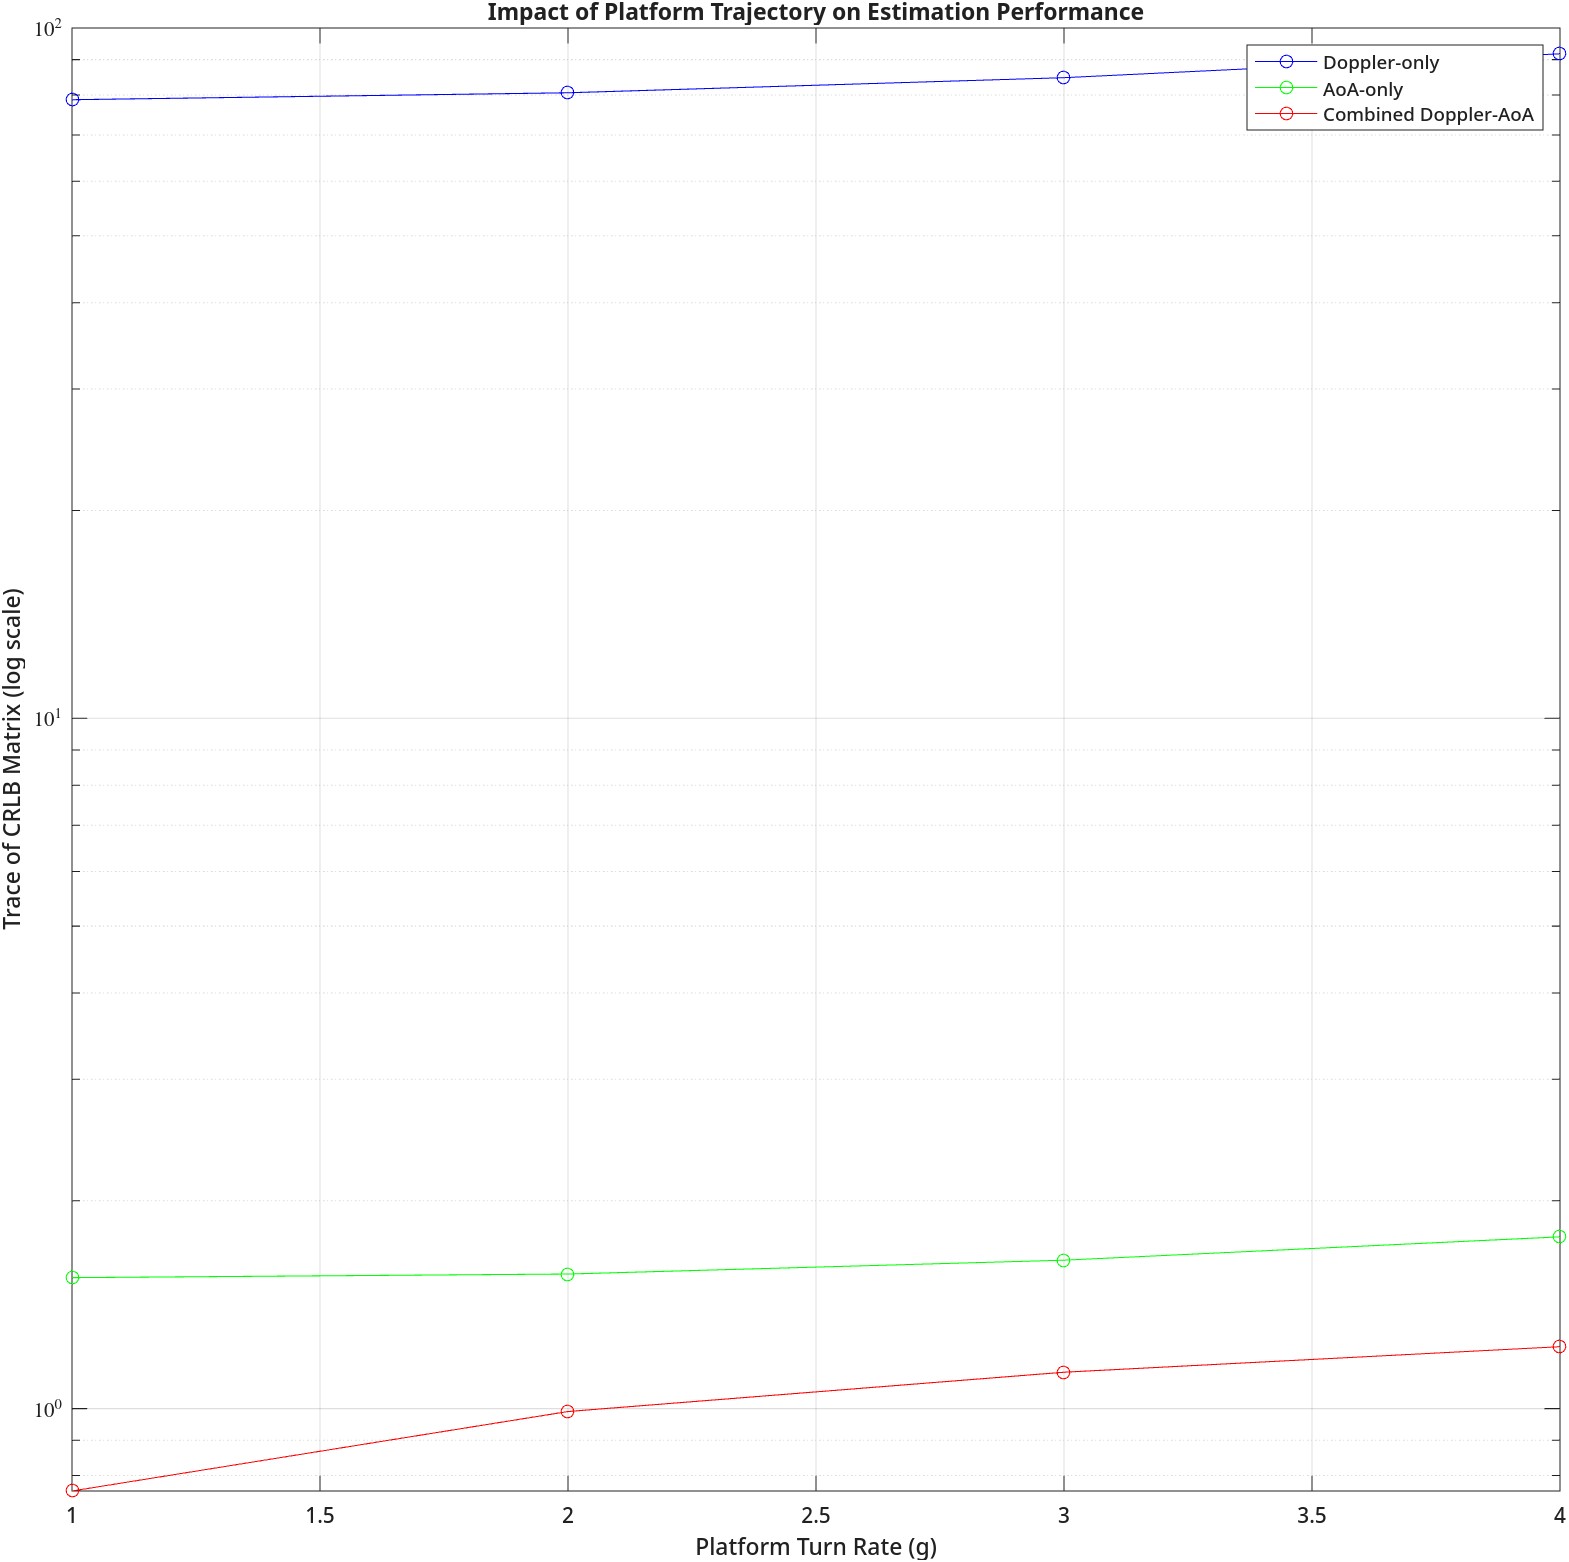 Impact of Platform Trajectory on Estimation Performance
10²
Doppler-only
AoA-only
Combined Doppler-AoA
Trace of CRLB Matrix (log scale)
10¹
10⁰
1 1.5 2 2.5 3 3.5 4
Platform Turn Rate (g)